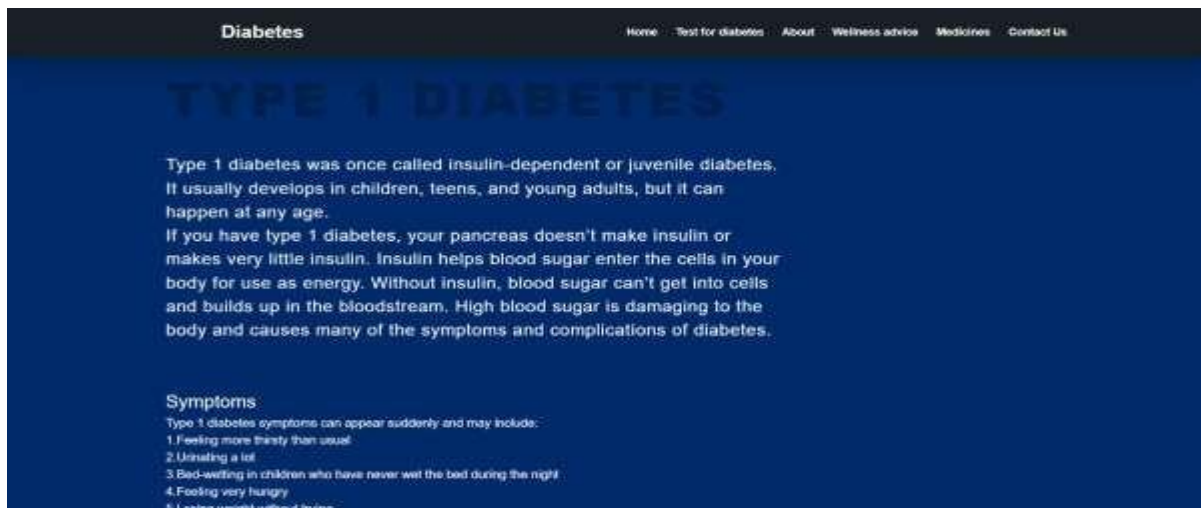 Diabetes
Home Test for diabetes About Wellness advice Medicines Contact Us
TYPE 1 DIABETES
Type 1 diabetes was once called insulin-dependent or juvenile diabetes.
It usually develops in children, teens, and young adults, but it can
happen at any age.
If you have type 1 diabetes, your pancreas doesn't make insulin or
makes very little insulin. Insulin helps blood sugar enter the cells in your
body for use as energy. Without insulin, blood sugar can't get into cells
and builds up in the bloodstream. High blood sugar is damaging to the
body and causes many of the symptoms and complications of diabetes.
Symptoms
Type 1 diabetes symptoms can appear suddenly and may include:
1.Feeling more thirsty than usual
2.Urinating a lot
3.Bed-wetting in children who have never wet the bed during the night
4.Feeling very hungry
5.Losing weight without trying